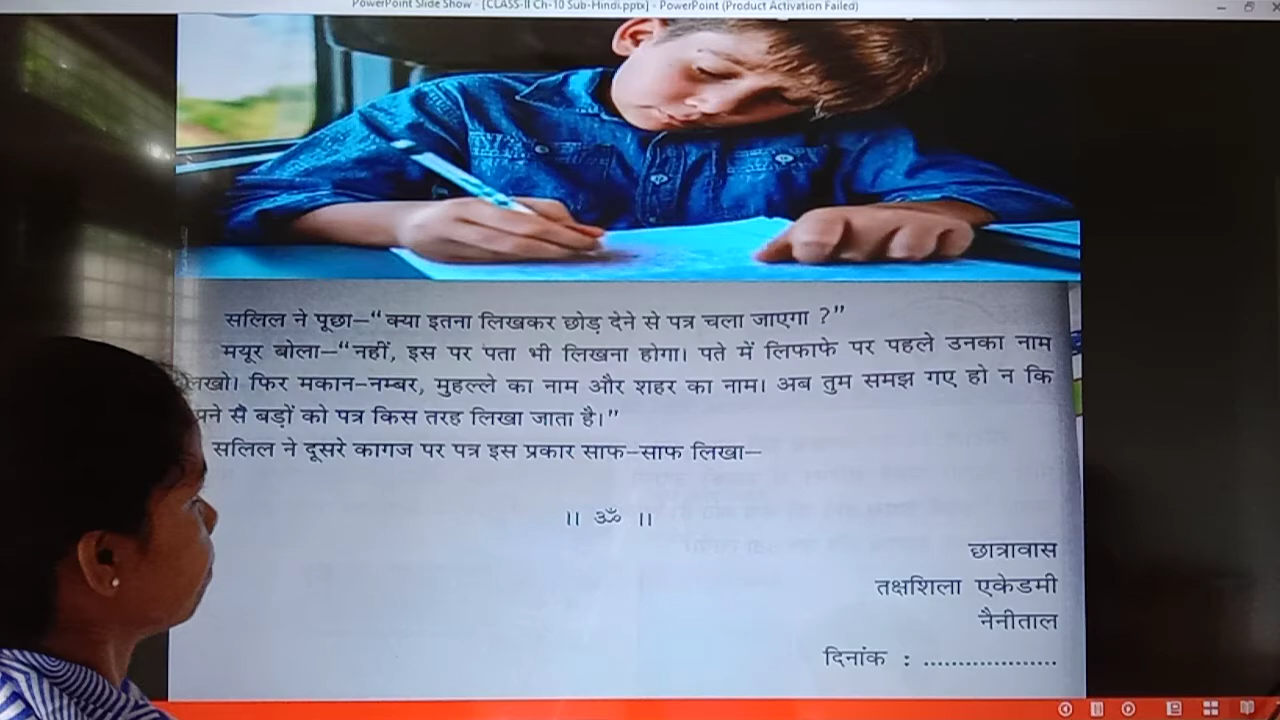 PowerPoint Slide Show - [CLASS-II Ch-10 Sub-Hindi.pptx] - PowerPoint (Product Activation Failed)
सलिल ने पूछा–“क्या इतना लिखकर छोड़ देने से पत्र चला जाएगा ?”
मयूर बोला–“नहीं, इस पर पता भी लिखना होगा। पते में लिफाफे पर पहले उनका नाम
लिखो। फिर मकान-नम्बर, मुहल्ले का नाम और शहर का नाम। अब तुम समझ गए हो न कि
से बड़ों को पत्र किस तरह लिखा जाता है।”
सलिल ने दूसरे कागज पर पत्र इस प्रकार साफ-साफ लिखा–
।। ॐ ।।
छात्रावास
तक्षशिला एकेडमी
नैनीताल
दिनांक : ....................